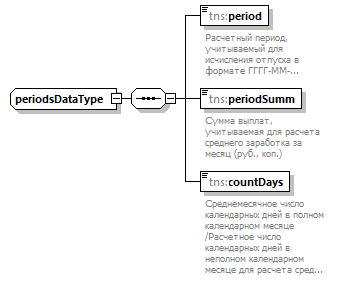 tns:period
Расчетный период,
учитываемый для
исчисления отпуска в
формате ГГГГ-ММ-...
periodsDataType
tns:periodSumm
Сумма выплат,
учитываемая для расчета
среднего заработка за
месяц (руб., коп.)
tns:countDays
Среднемесячное число
календарных дней в полном
календарном месяце
/Расчетное число
календарных дней в
неполном календарном
месяце для расчета сред...